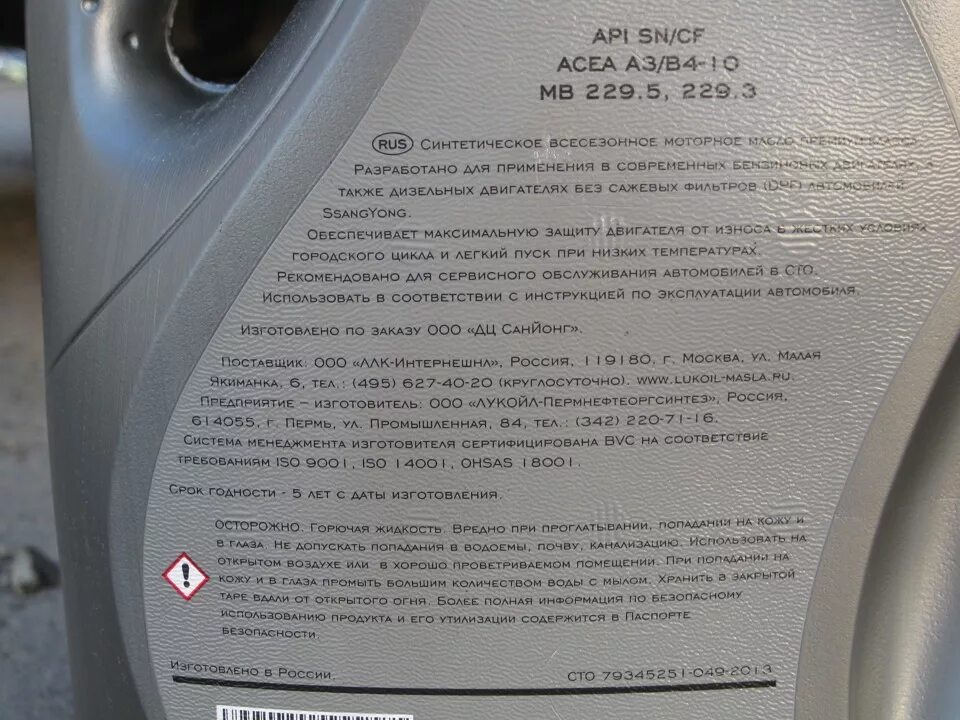 API SN/CF
ACEA A3/B4-10
MB 229.5, 229.3
RUS Синтетическое всесезонное моторное масло премиум класса.
Разработано для применения в современных бензиновых двигателях, а
также дизельных двигателях без сажевых фильтров (DPF) автомобилей
SsangYong.
Обеспечивает максимальную защиту двигателя от износа в жестких условиях
городского цикла и легкий пуск при низких температурах.
Рекомендовано для сервисного обслуживания автомобилей в СТО.
Использовать в соответствии с инструкцией по эксплуатации автомобиля.
Изготовлено по заказу ООО «ДЦ СанЙонг».
Поставщик: ООО «ЛЛК-Интернешнл», Россия, 119180, г. Москва, ул. Малая
Якиманка, 6, тел.: (495) 627-40-20 (круглосуточно). www.lukoil-masla.ru.
Предприятие – изготовитель: ООО «ЛУКОЙЛ-Пермнефтеоргсинтез», Россия,
614055, г. Пермь, ул. Промышленная, 84, тел.: (342) 220-71-16.
Система менеджмента изготовителя сертифицирована BVC на соответствие
требованиям ISO 9001, ISO 14001, OHSAS 18001.
Срок годности - 5 лет с даты изготовления.
ОСТОРОЖНО. Горючая жидкость. Вредно при проглатывании, попадании на кожу и
в глаза. Не допускать попадания в водоемы, почву, канализацию. Использовать на
открытом воздухе или в хорошо проветриваемом помещении. При попадании на
кожу и в глаза промыть большим количеством воды с мылом. Хранить в закрытой
таре вдали от открытого огня. Более полная информация по безопасному
использованию продукта и его утилизации содержится в Паспорте
безопасности.
Изготовлено в России.
СТО 79345251-049-2013